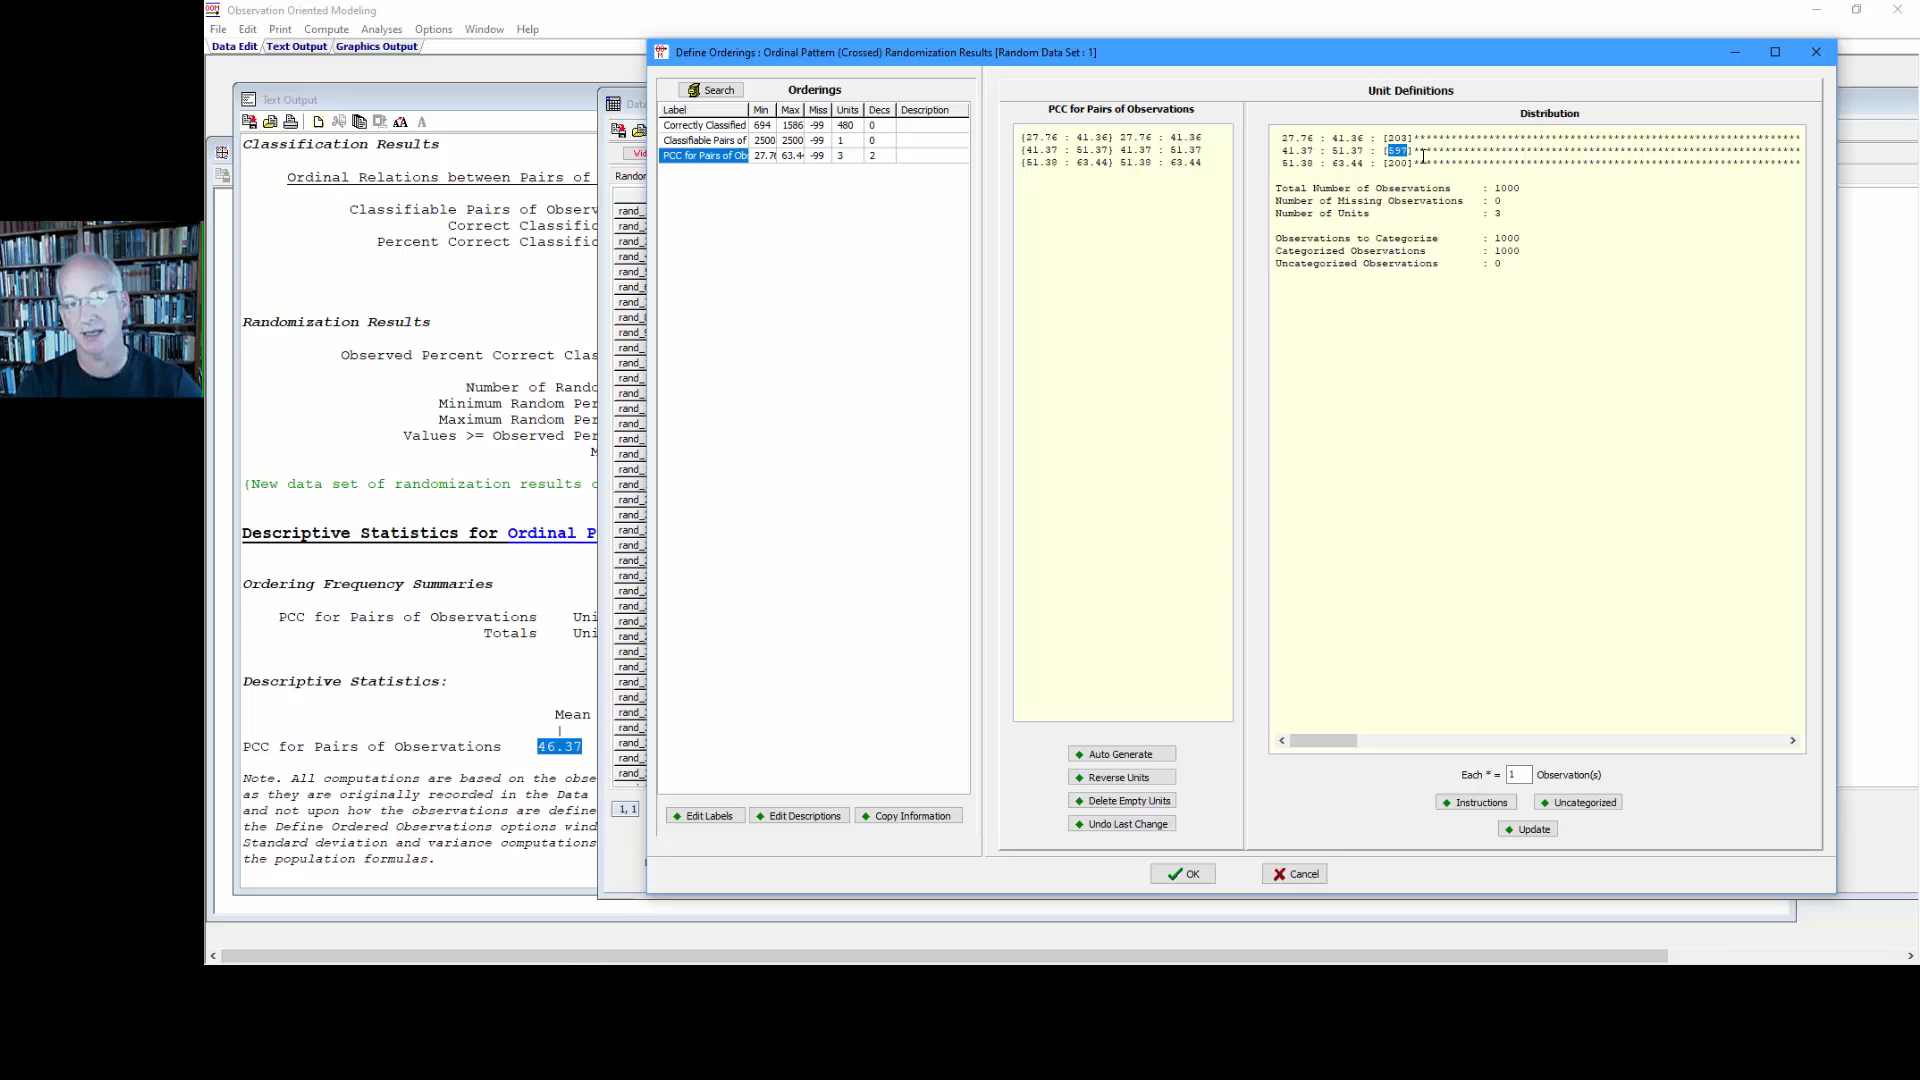 Observation Oriented Modeling
File Edit Print Compute Analyses Options Window Help
Data Edit Text Output Graphics Output
Text Output
Classification Results
Ordinal Relations between Pairs of
Classifiable Pairs of Observ
Correct Classific
Percent Correct Classific
Randomization Results
Observed Percent Correct Clas
Number of Rando
Minimum Random Per
Maximum Random Per
Values >= Observed Per
{New data set of randomization results
Descriptive Statistics for Ordinal P
Ordering Frequency Summaries
PCC for Pairs of Observations Uni
Totals Uni
Descriptive Statistics:
Mean
|
PCC for Pairs of Observations 46.37
Note. All computations are based on the obse
as they are originally recorded in the Data
and not upon how the observations are define
the Define Ordered Observations options wind
Standard deviation and variance computations
the population formulas.
Random
1, 1
Define Orderings : Ordinal Pattern (Crossed) Randomization Results [Random Data Set : 1]
Search Orderings
Label Min Max Miss Units Decs Description
Correctly Classified 694 1586 -99 480 0
Classifiable Pairs of 2500 2500 -99 1 0
PCC for Pairs of Ob 27.7 63.4 -99 3 2
Edit Labels Edit Descriptions Copy Information
Unit Definitions
PCC for Pairs of Observations
{27.76 : 41.36} 27.76 : 41.36
{41.37 : 51.37} 41.37 : 51.37
{51.38 : 63.44} 51.38 : 63.44
Auto Generate
Reverse Units
Delete Empty Units
Undo Last Change
Distribution
27.76 : 41.36 : [203]
41.37 : 51.37 : [597]
51.38 : 63.44 : [200]
Total Number of Observations : 1000
Number of Missing Observations : 0
Number of Units : 3
Observations to Categorize : 1000
Categorized Observations : 1000
Uncategorized Observations : 0
Each * = 1 Observation(s)
Instructions Uncategorized
Update
OK Cancel